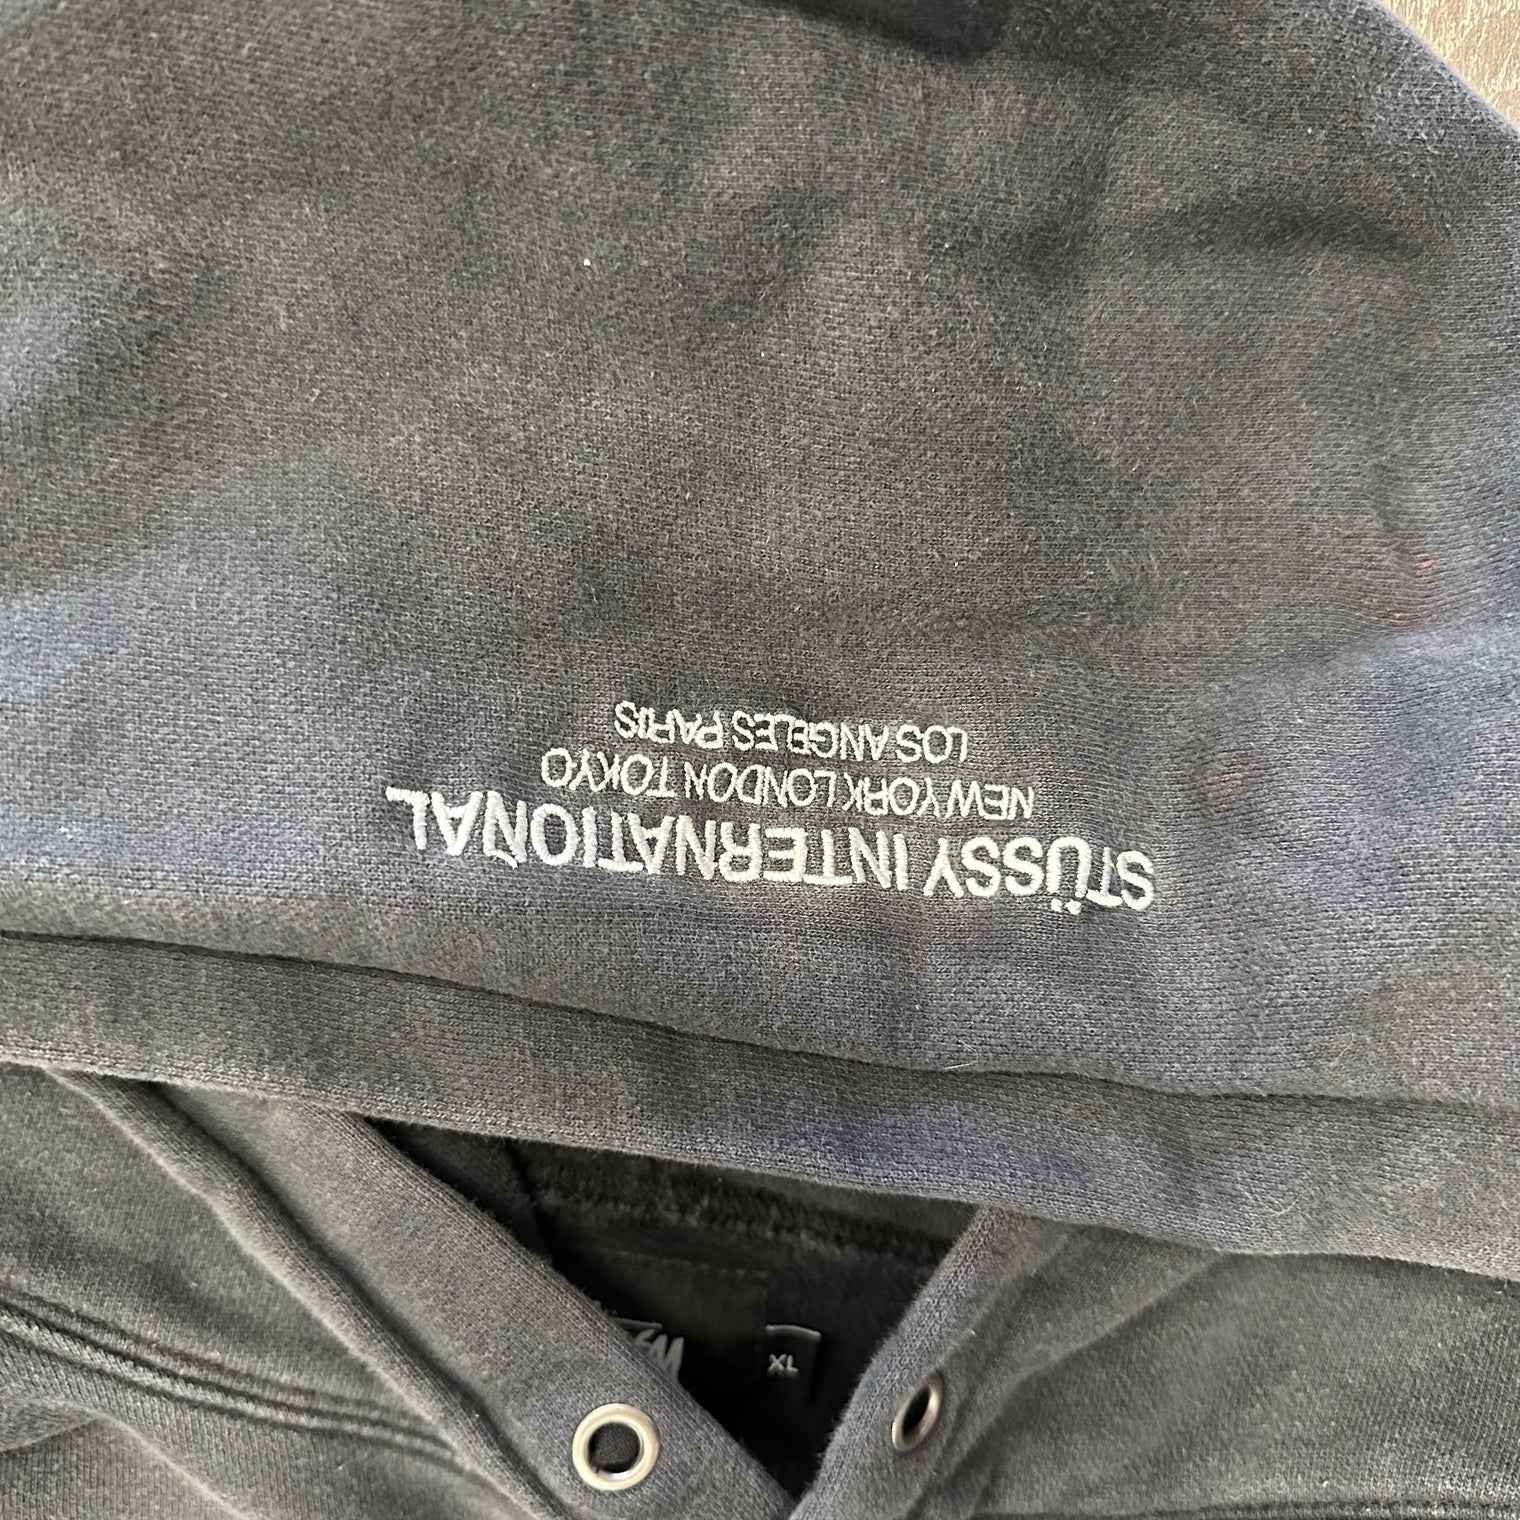 STÜSSY INTERNATIONAL
NEW YORK LONDON TOKYO
LOS ANGELES PARIS
XL